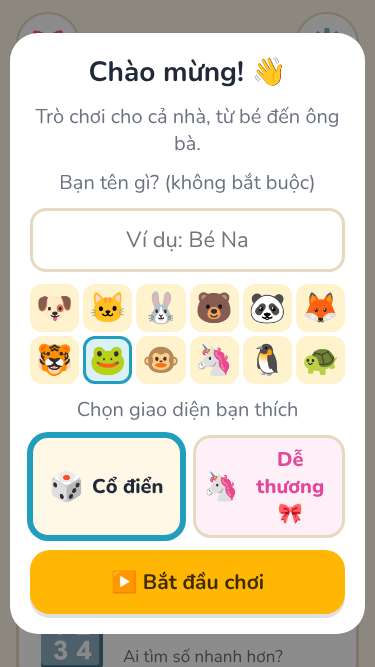 Chào mừng! 👋
Trò chơi cho cả nhà, từ bé đến ông
bà.
Bạn tên gì? (không bắt buộc)
Ví dụ: Bé Na
Chọn giao diện bạn thích
Cổ điển
Dễ
thương
🎀
▶️ Bắt đầu chơi
3 4
Ai tìm số nhanh hơn?